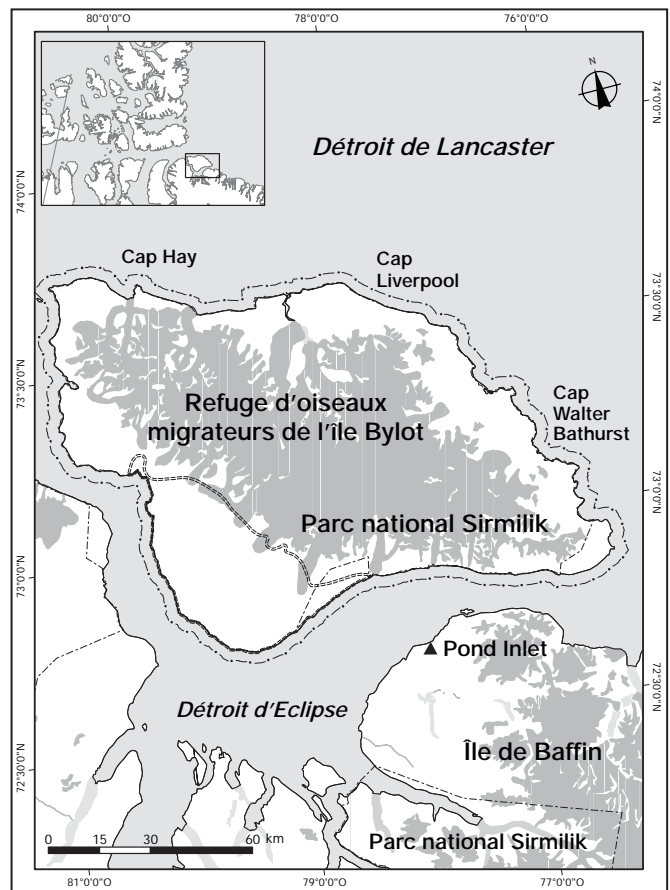 80°0'0"O
78°0'0"O
76°0'0"O
N
74°0'0"N
Détroit de Lancaster
74°0'0"N
Cap Hay
Cap
Liverpool
73°30'0"N
73°30'0"N
Cap
Walter
Bathurst
Refuge d'oiseaux
migrateurs de l'île Bylot
73°0'0"N
Parc national Sirmilik
73°0'0"N
Pond Inlet
72°30'0"N
Détroit d'Eclipse
Île de Baffin
72°30'0"N
0 15 30 60 km
Parc national Sirmilik
81°0'0"O
79°0'0"O
77°0'0"O